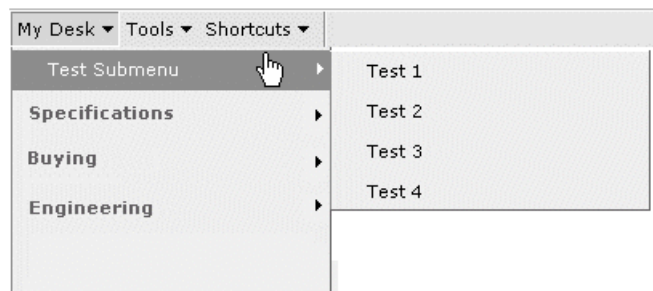 My Desk ▼ Tools ▼ Shortcuts ▼
Test Submenu
Test 1
Specifications
Test 2
Buying
Test 3
Engineering
Test 4